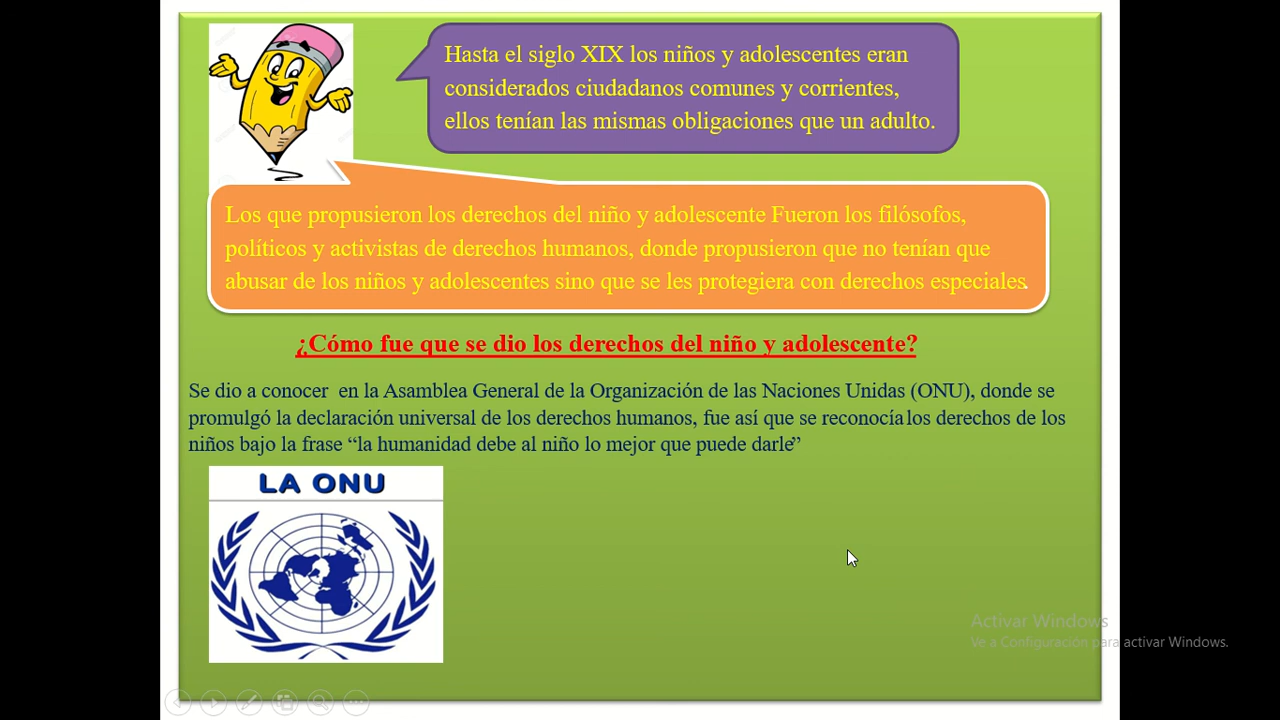 Hasta el siglo XIX los niños y adolescentes eran
considerados ciudadanos comunes y corrientes,
ellos tenían las mismas obligaciones que un adulto.
Los que propusieron los derechos del niño y adolescente Fueron los filósofos,
políticos y activistas de derechos humanos, donde propusieron que no tenían que
abusar de los niños y adolescentes sino que se les protegiera con derechos especiales.
¿Cómo fue que se dio los derechos del niño y adolescente?
Se dio a conocer en la Asamblea General de la Organización de las Naciones Unidas (ONU), donde se
promulgó la declaración universal de los derechos humanos, fue así que se reconocía los derechos de los
niños bajo la frase “la humanidad debe al niño lo mejor que puede darle”
LA ONU
Activar Windows
Ve a Configuración para activar Windows.